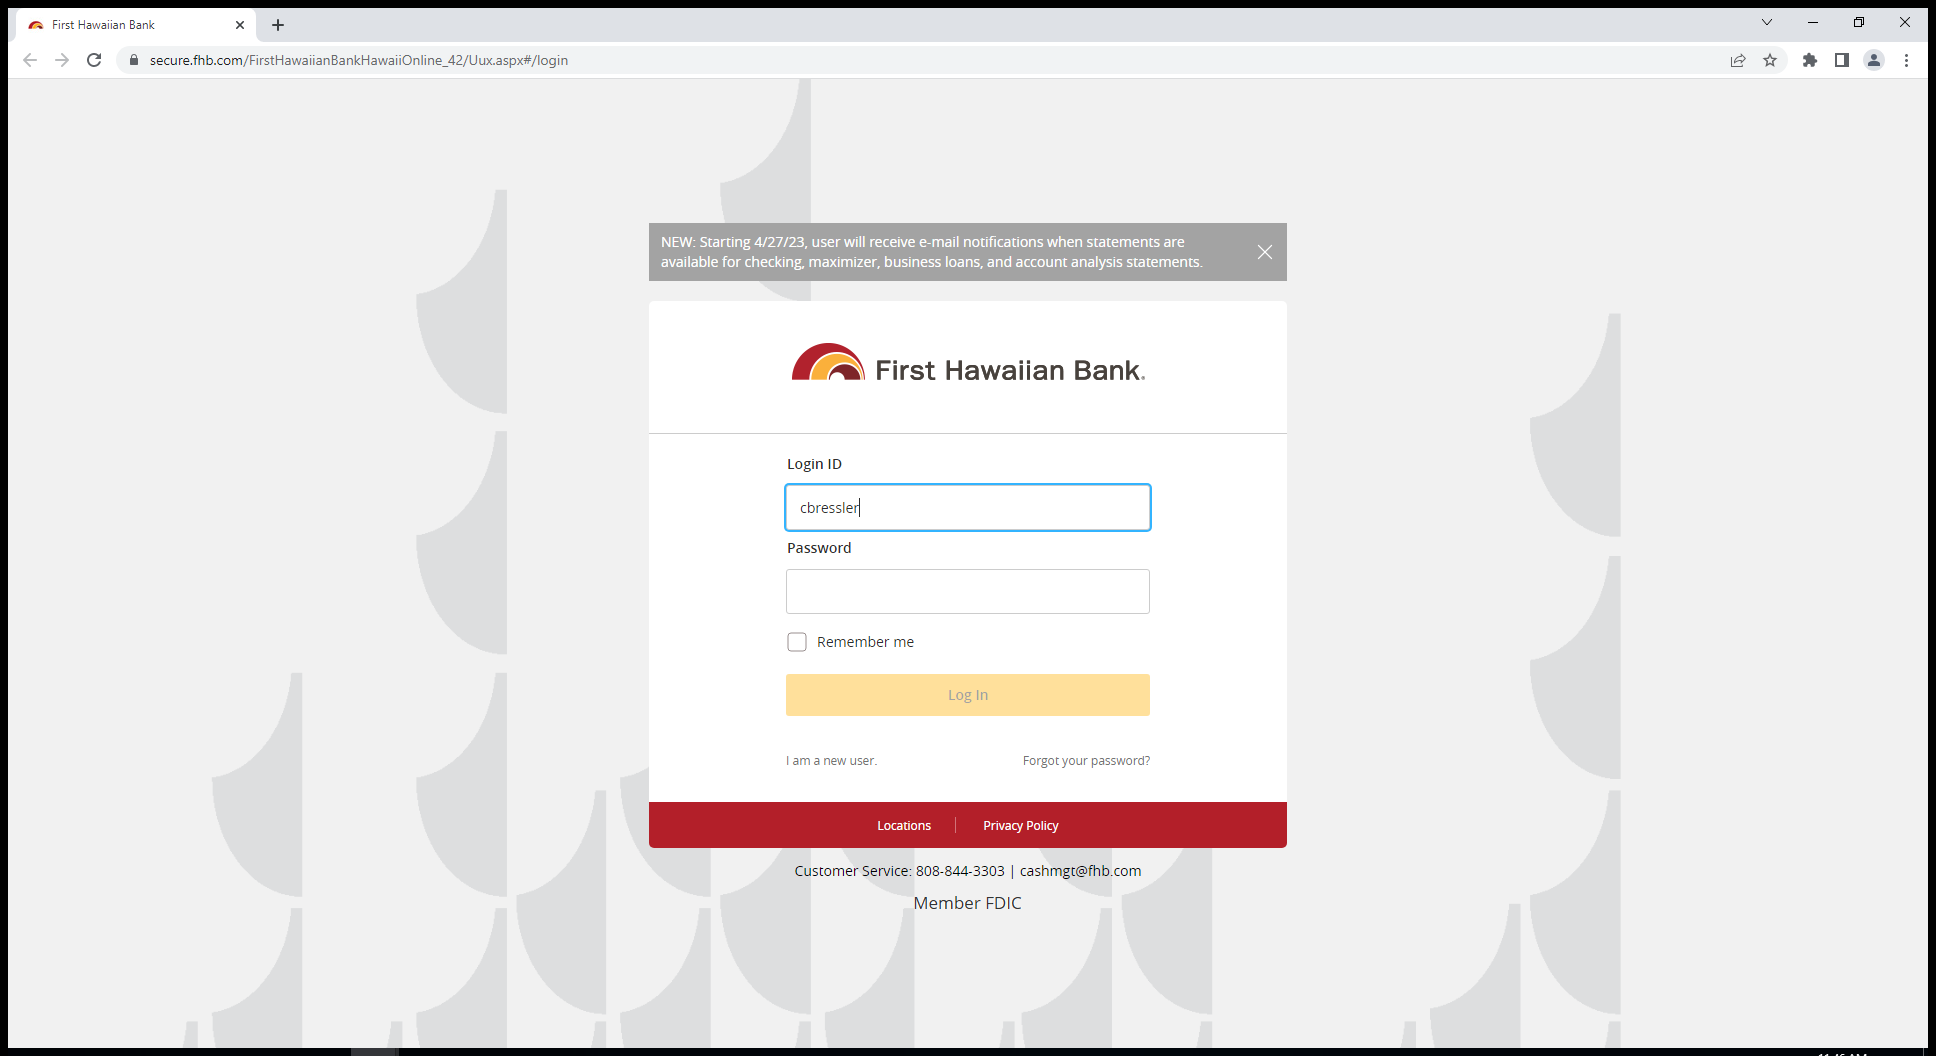 First Hawaiian Bank
secure.fhb.com/FirstHawaiianBankHawaiiOnline_42/Uux.aspx#/login
NEW: Starting 4/27/23, user will receive e-mail notifications when statements are
available for checking, maximizer, business loans, and account analysis statements.
First Hawaiian Bank.
Login ID
cbressler
Password
Remember me
Log In
I am a new user.
Forgot your password?
Locations
Privacy Policy
Customer Service: 808-844-3303 | cashmgt@fhb.com
Member FDIC